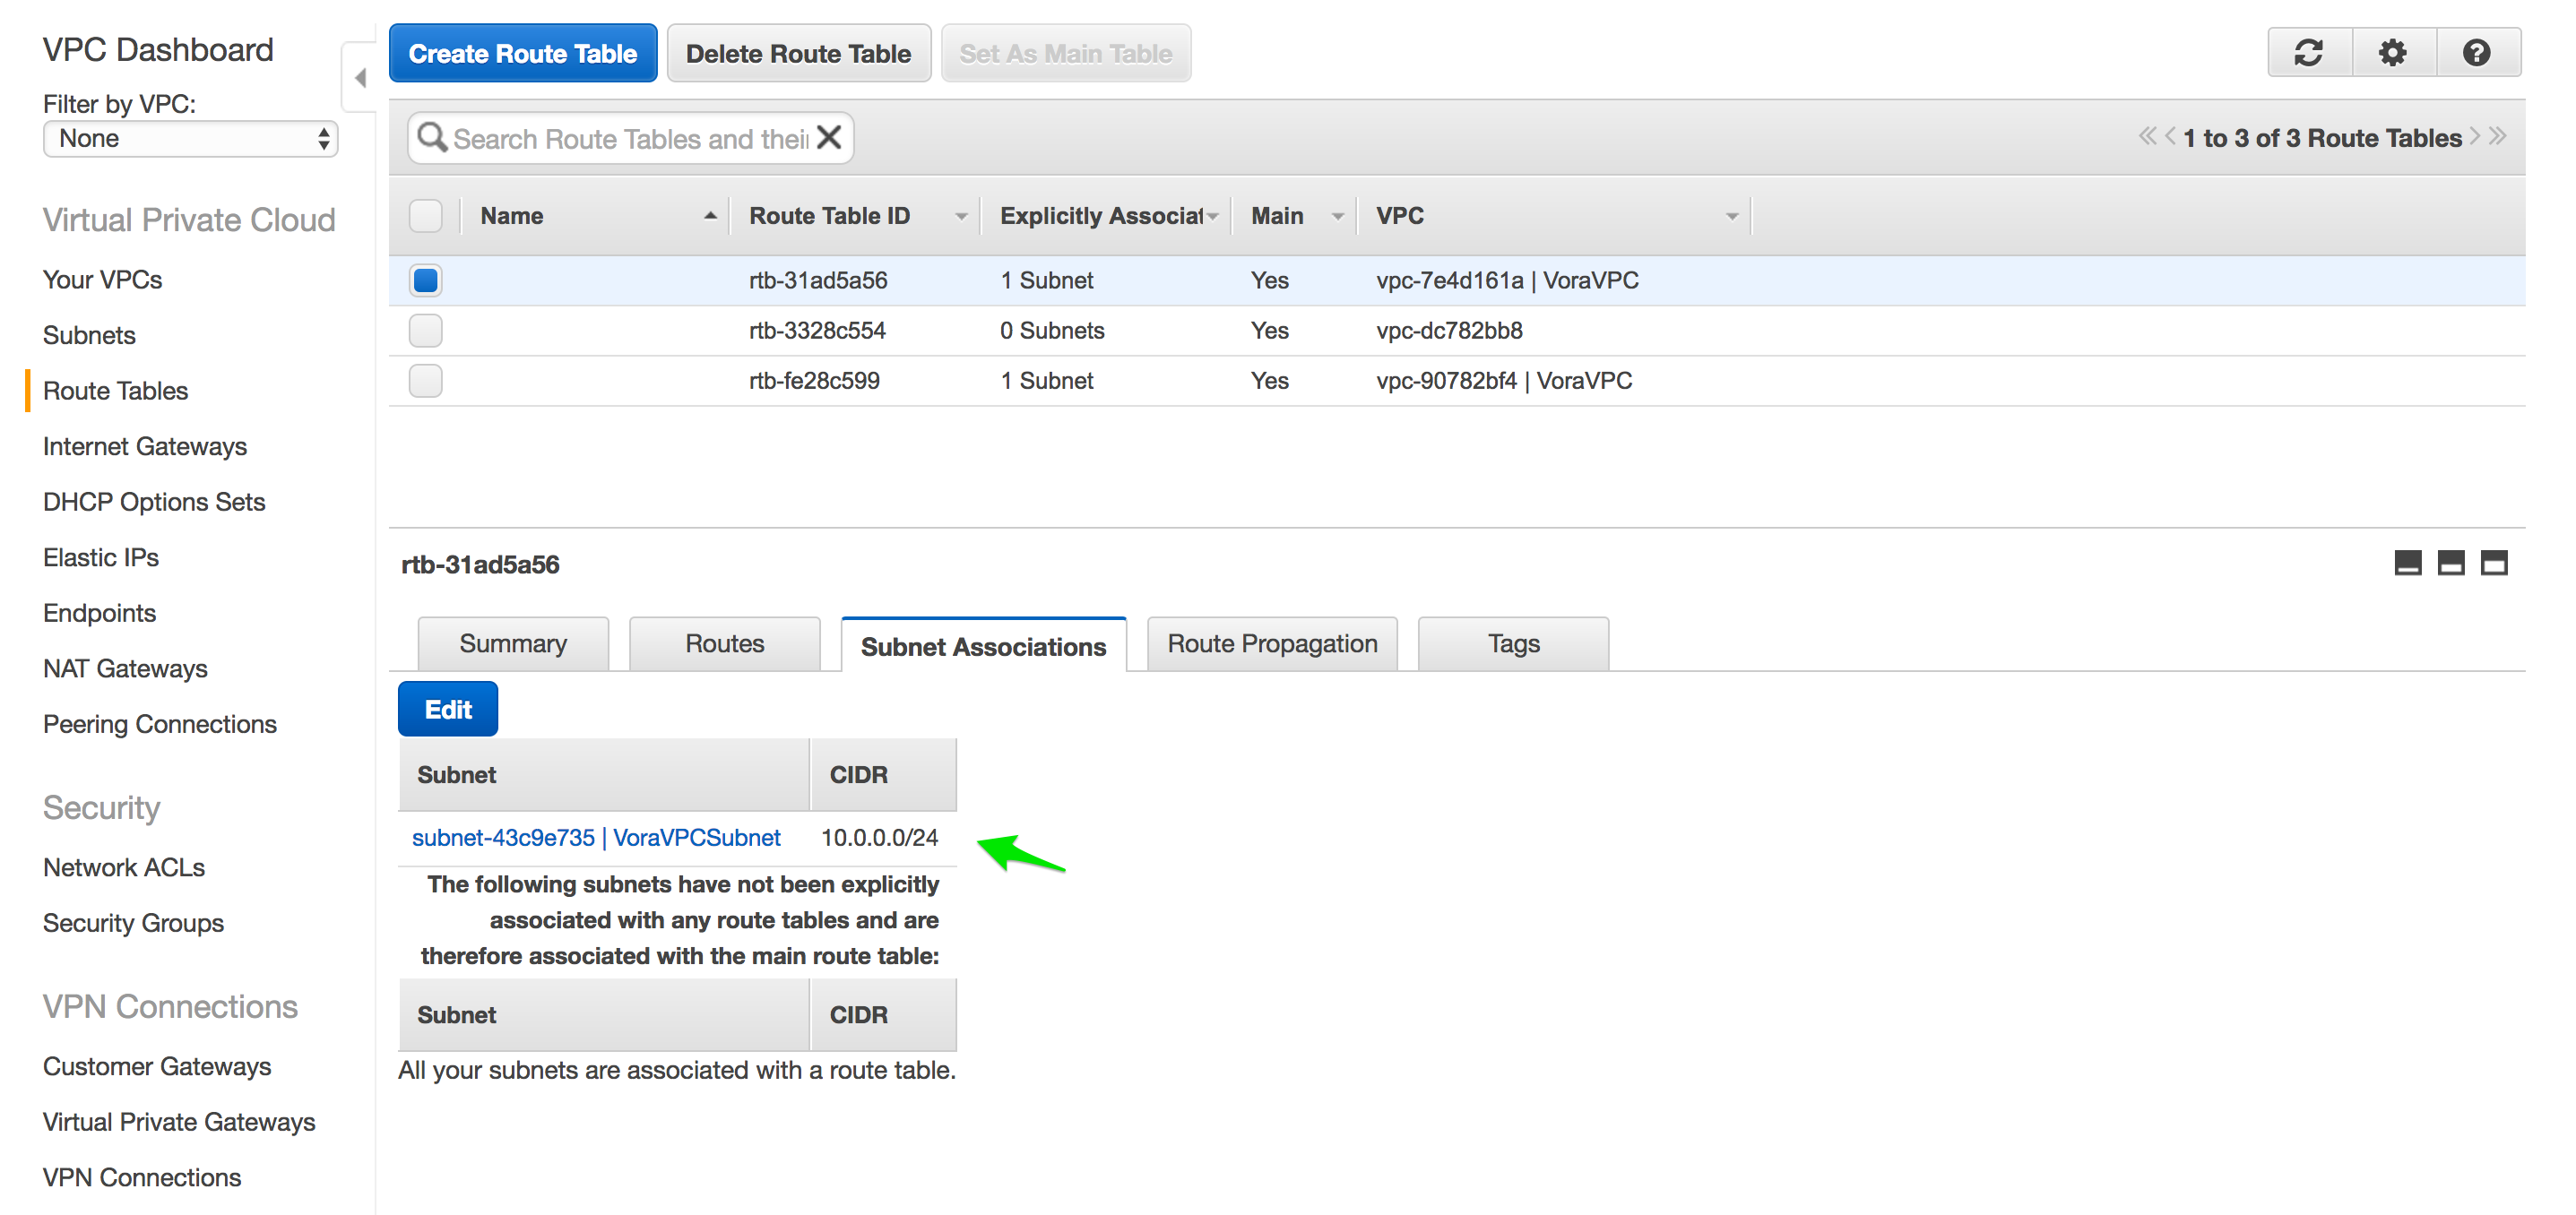 VPC Dashboard
Filter by VPC:
None
Virtual Private Cloud
Your VPCs
Subnets
Route Tables
Internet Gateways
DHCP Options Sets
Elastic IPs
Endpoints
NAT Gateways
Peering Connections
Security
Network ACLs
Security Groups
VPN Connections
Customer Gateways
Virtual Private Gateways
VPN Connections
Create Route Table Delete Route Table Set As Main Table
Search Route Tables and thei 1 to 3 of 3 Route Tables
Name Route Table ID Explicitly Associat Main VPC
rtb-31ad5a56 1 Subnet Yes vpc-7e4d161a | VoraVPC
rtb-3328c554 0 Subnets Yes vpc-dc782bb8
rtb-fe28c599 1 Subnet Yes vpc-90782bf4 | VoraVPC
rtb-31ad5a56
Summary Routes Subnet Associations Route Propagation Tags
Edit
Subnet CIDR
subnet-43c9e735 | VoraVPCSubnet 10.0.0.0/24
The following subnets have not been explicitly
associated with any route tables and are
therefore associated with the main route table:
Subnet CIDR
All your subnets are associated with a route table.